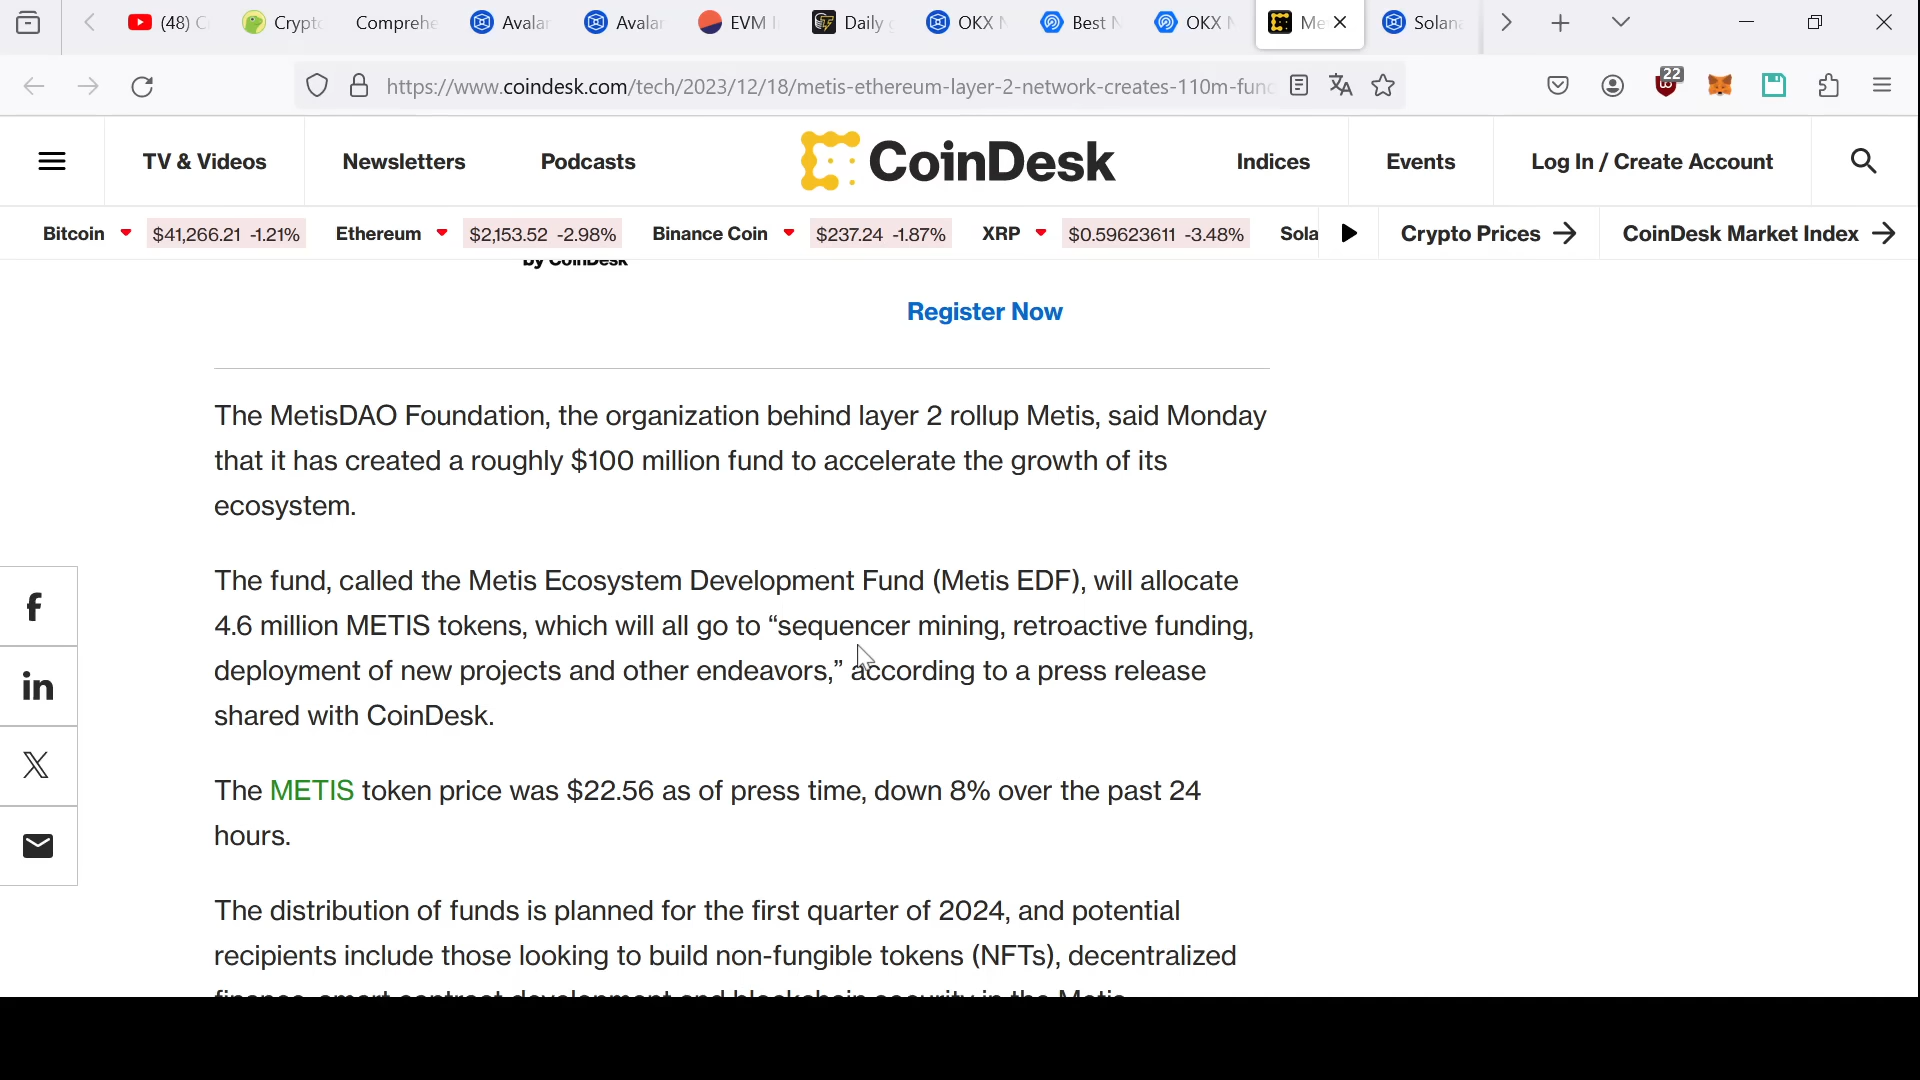 (48)
Crypt
Comprehe
Avala
Avala
EVM
Daily
OKX
Best
OKX
Me
Solana
https://www.coindesk.com/tech/2023/12/18/metis-ethereum-layer-2-network-creates-110m-func
22
TV & Videos
Newsletters
Podcasts
CoinDesk
Indices
Events
Log In / Create Account
Bitcoin $41,266.21 -1.21% Ethereum $2,153.52 -2.98% Binance Coin $237.24 -1.87% XRP $0.59623611 -3.48% Sola
Crypto Prices
CoinDesk Market Index
by CoinDesk
Register Now
The MetisDAO Foundation, the organization behind layer 2 rollup Metis, said Monday
that it has created a roughly $100 million fund to accelerate the growth of its
ecosystem.
The fund, called the Metis Ecosystem Development Fund (Metis EDF), will allocate
4.6 million METIS tokens, which will all go to “sequencer mining, retroactive funding,
deployment of new projects and other endeavors,” according to a press release
shared with CoinDesk.
The METIS token price was $22.56 as of press time, down 8% over the past 24
hours.
The distribution of funds is planned for the first quarter of 2024, and potential
recipients include those looking to build non-fungible tokens (NFTs), decentralized
finance, smart contract development and blockchain security in the Metis